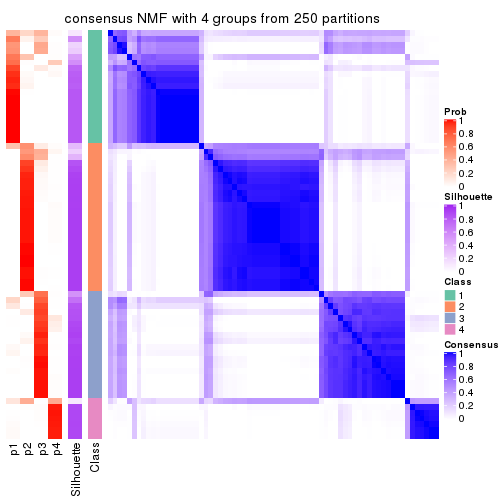 consensus NMF with 4 groups from 250 partitions
Prob
1
0.8
0.6
0.4
0.2
0
Silhouette
1
0.8
0.6
0.4
0.2
0
Class
1
2
3
4
Consensus
1
0.8
0.6
0.4
0.2
0
p1
p2
p3
p4
Silhouette
Class